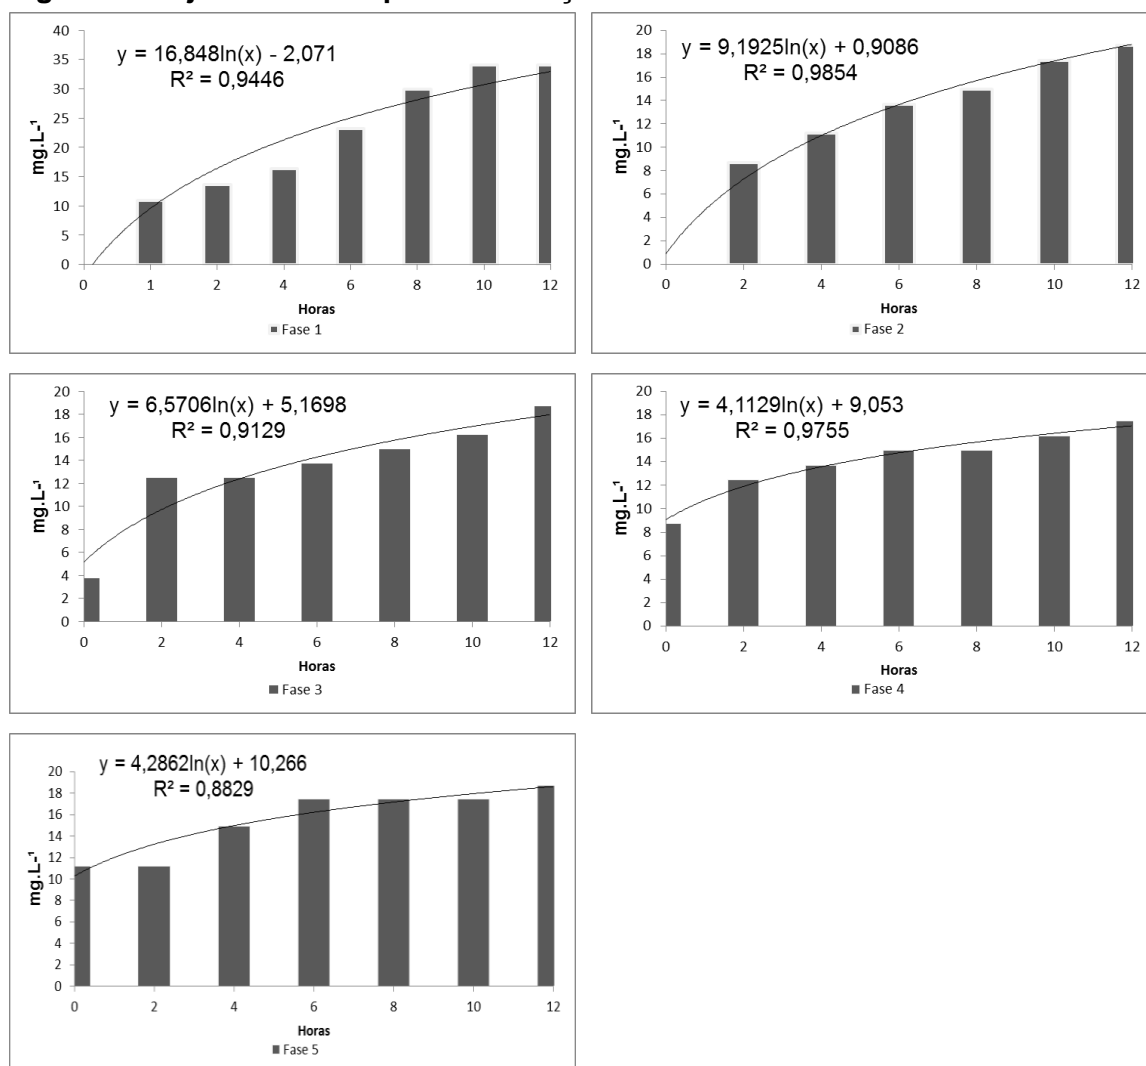 y = 16,848ln(x) - 2,071
R² = 0,9446
40
35
30
25
20
15
10
5
0
mg.L-¹
0 1 2 4 6 8 10 12
Horas
Fase 1
y = 9,1925ln(x) + 0,9086
R² = 0,9854
20
18
16
14
12
10
8
6
4
2
0
mg.L-¹
0 2 4 6 8 10 12
Horas
Fase 2
y = 6,5706ln(x) + 5,1698
R² = 0,9129
20
18
16
14
12
10
8
6
4
2
0
mg.L-¹
0 2 4 6 8 10 12
Horas
Fase 3
y = 4,1129ln(x) + 9,053
R² = 0,9755
20
18
16
14
12
10
8
6
4
2
0
mg.L-¹
0 2 4 6 8 10 12
Horas
Fase 4
y = 4,2862ln(x) + 10,266
R² = 0,8829
20
18
16
14
12
10
8
6
4
2
0
mg.L-¹
0 2 4 6 8 10 12
Horas
Fase 5